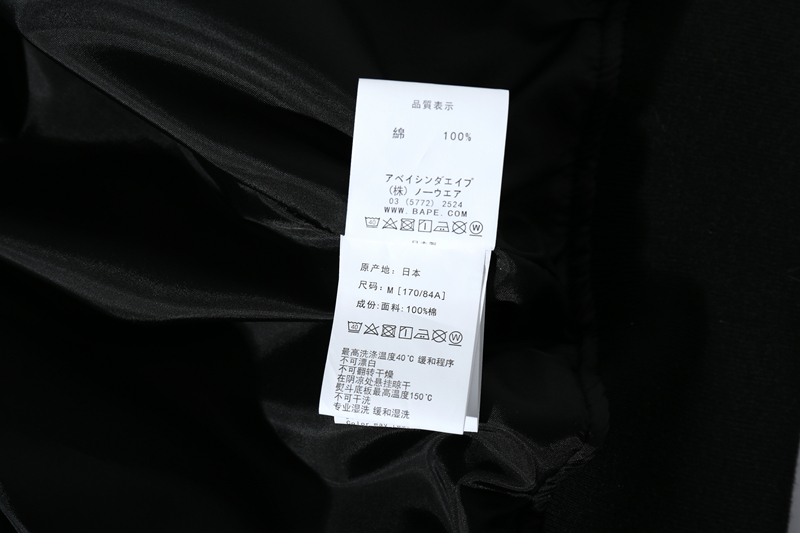 品質表示
綿 100%
アベイシングエイプ
(株) ノーウエア
03 (5772) 2524
WWW.BAPE.COM
日本製
原产地: 日本
尺码: M [170/84A]
成份: 面料: 100%棉
最高洗涤温度40℃ 缓和程序
不可漂白
不可翻转干燥
在阴凉处悬挂晾干
熨斗底板最高温度150℃
不可干洗
专业湿洗 缓和湿洗